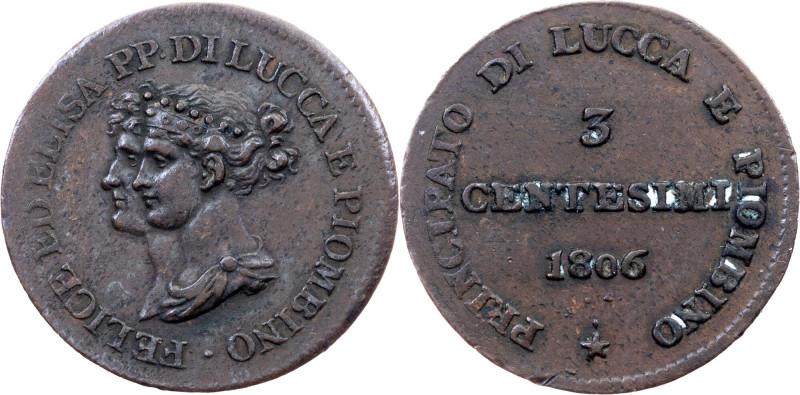 FELICE ED ELISA PP. DI LUCCA E PIOMBINO ·
PRINCIPATO DI LUCCA E PIOMBINO
3
CENTESIMI
1806